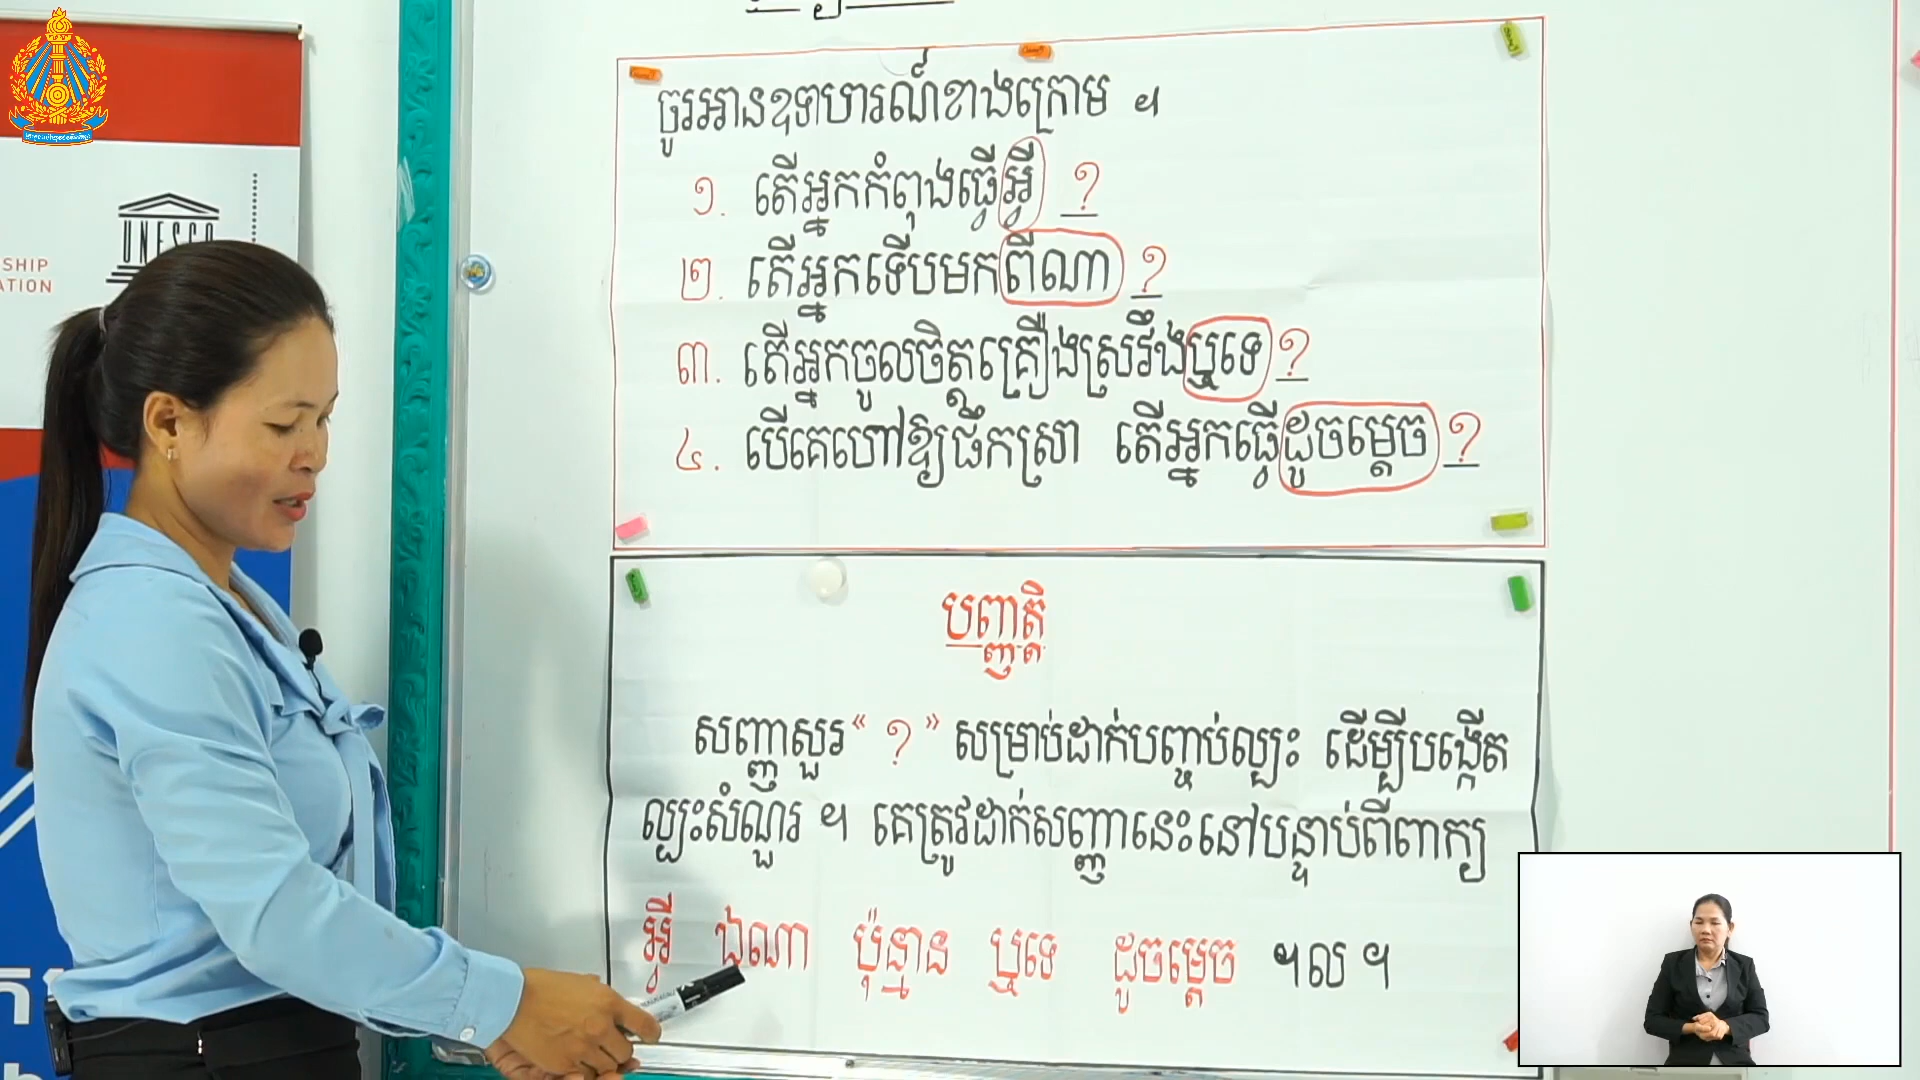 ចូរអានឧទាហរណ៍ខាងក្រោម ។
១. តើអ្នកកំពុងធ្វើអ្វី ?
២. តើអ្នកទើបមកពីណា ?
៣. តើអ្នកចូលចិត្តគ្រឿងស្រវឹងឬទេ ?
៤. បើគេហៅឱ្យផឹកស្រា តើអ្នកធ្វើដូចម្ដេច ?
បញ្ញត្តិ
សញ្ញាសួរ “ ? ” សម្រាប់ដាក់បញ្ចប់ល្បះ ដើម្បីបង្កើត
ល្បះសំណួរ ។ គេត្រូវដាក់សញ្ញានេះនៅបន្ទាប់ពីពាក្យ
អ្វី ឯណា ប៉ុន្មាន ឬទេ ដូចម្ដេច ។ល។
UNESCO
SHIP
ATION